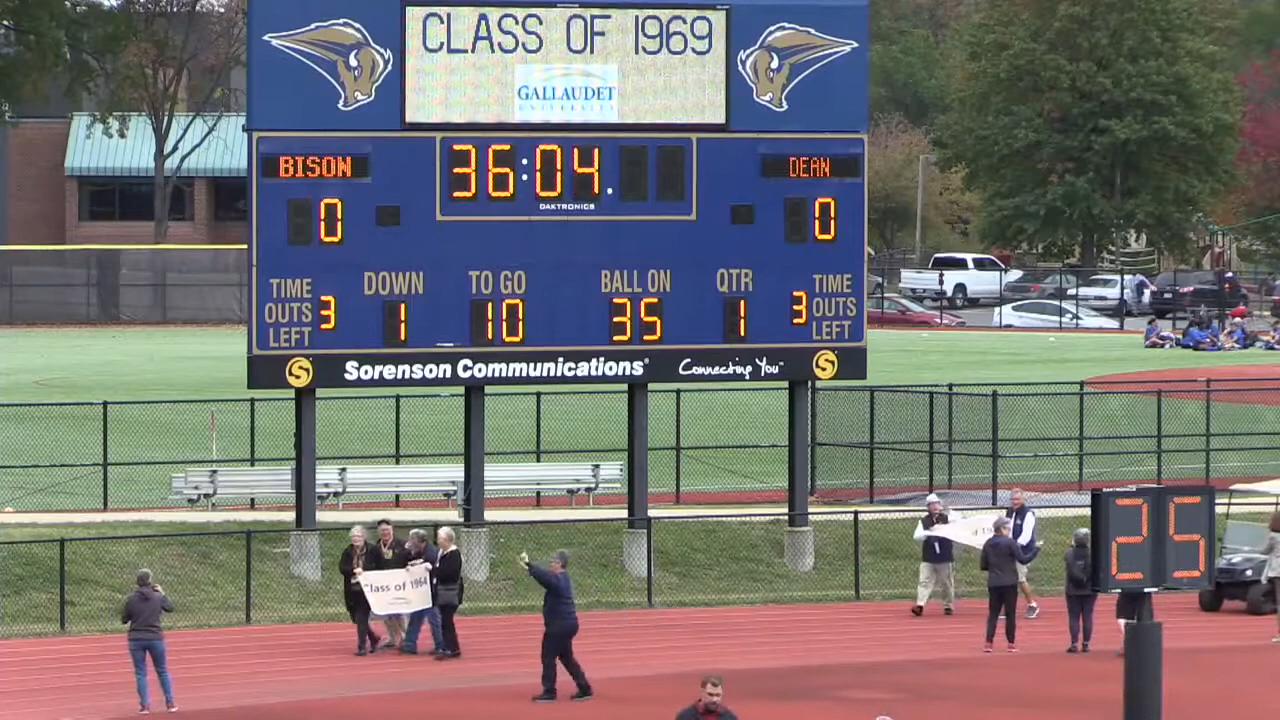 CLASS OF 1969
GALLAUDET
UNIVERSITY
BISON 36:04. DEAN
DAKTRONICS
0 0
DOWN TO GO BALL ON QTR
TIME OUTS LEFT 3 1 10 35 1 3 TIME OUTS LEFT
Sorenson Communications Connecting You
Class of 1964
25